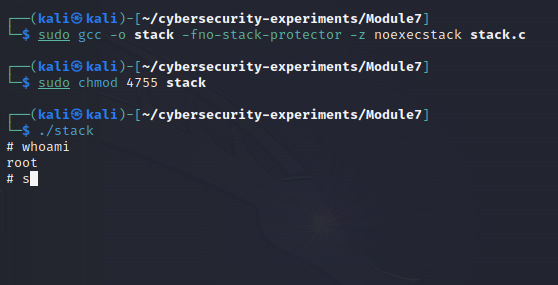 ┌──(kali㉿kali)-[~/cybersecurity-experiments/Module7]
└─$ sudo gcc -o stack -fno-stack-protector -z noexecstack stack.c
┌──(kali㉿kali)-[~/cybersecurity-experiments/Module7]
└─$ sudo chmod 4755 stack
┌──(kali㉿kali)-[~/cybersecurity-experiments/Module7]
└─$ ./stack
# whoami
root
# s